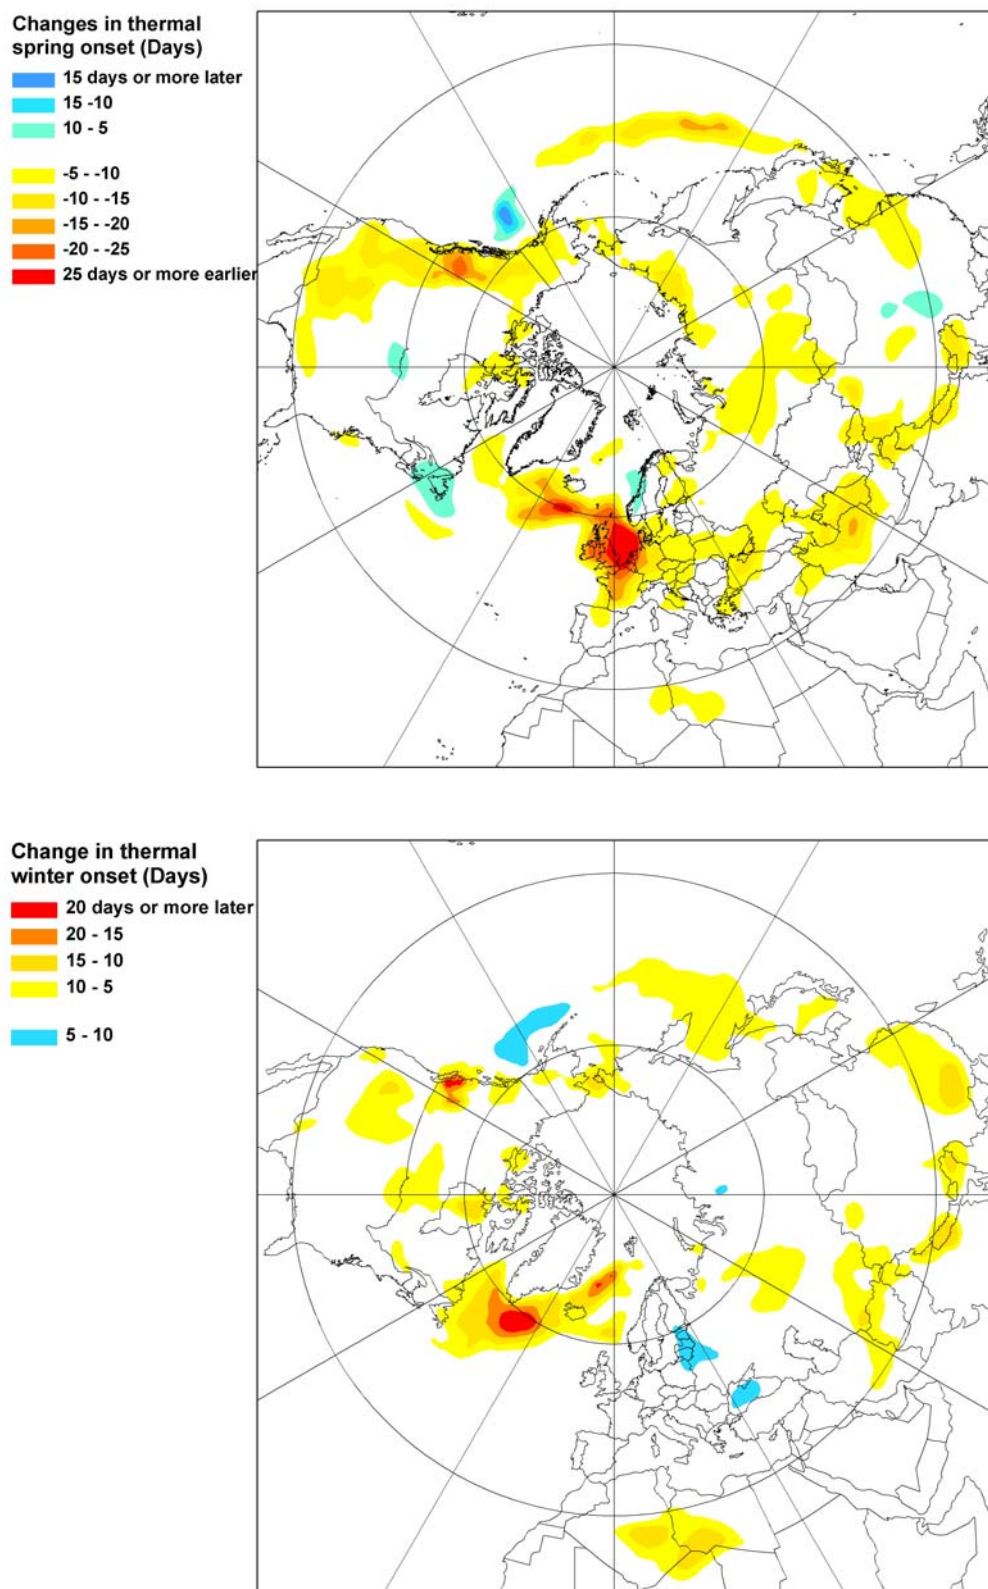 Changes in thermal
spring onset (Days)
15 days or more later
15 -10
10 - 5
-5 - -10
-10 - -15
-15 - -20
-20 - -25
25 days or more earlier
Change in thermal
winter onset (Days)
20 days or more later
20 - 15
15 - 10
10 - 5
5 - 10